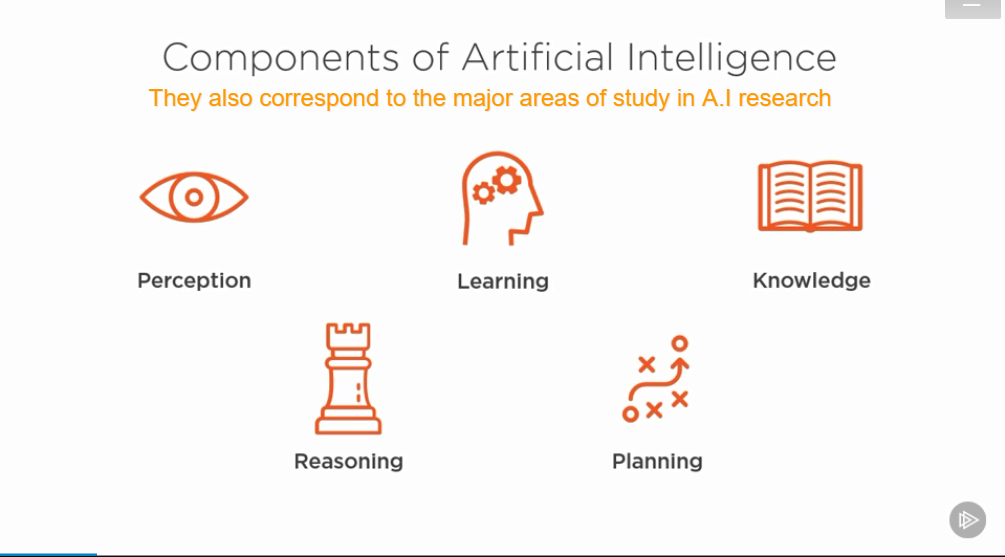 Components of Artificial Intelligence
They also correspond to the major areas of study in A.I research
Perception
Learning
Knowledge
Reasoning
Planning